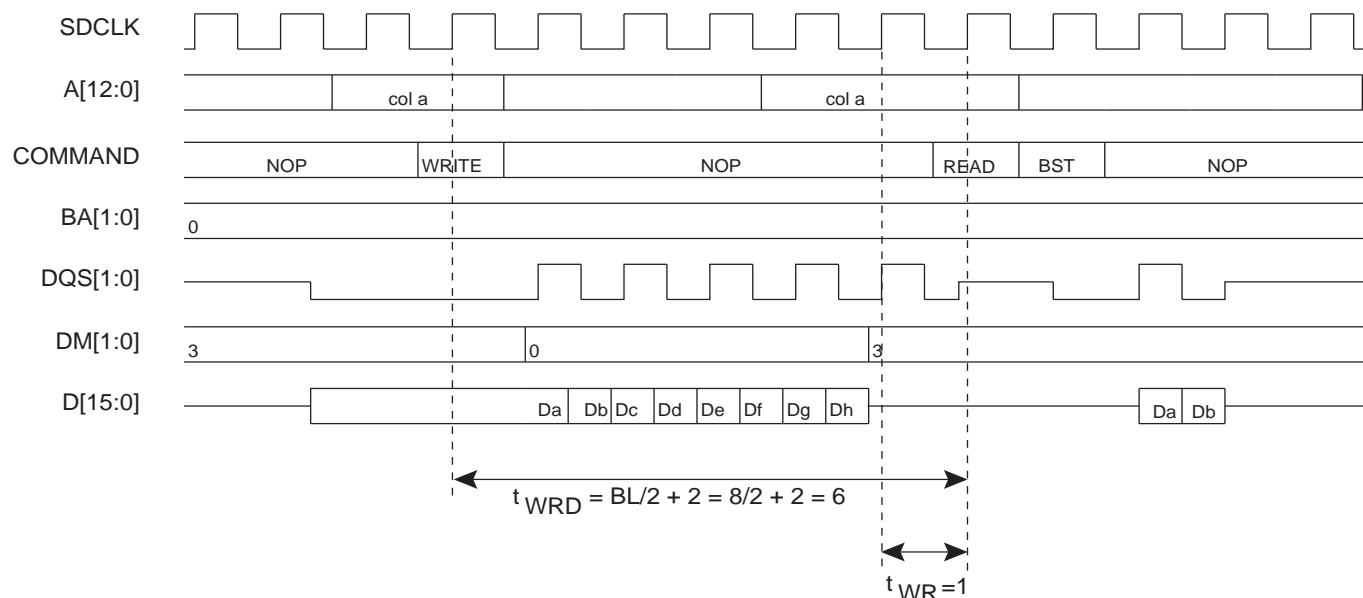 SDCLK
A[12:0]
col a
col a
COMMAND
NOP
WRITE
NOP
READ
BST
NOP
BA[1:0]
0
DQS[1:0]
DM[1:0]
3
0
3
D[15:0]
Da
Db
Dc
Dd
De
Df
Dg
Dh
Da
Db
t WRD = BL/2 + 2 = 8/2 + 2 = 6
t WR =1